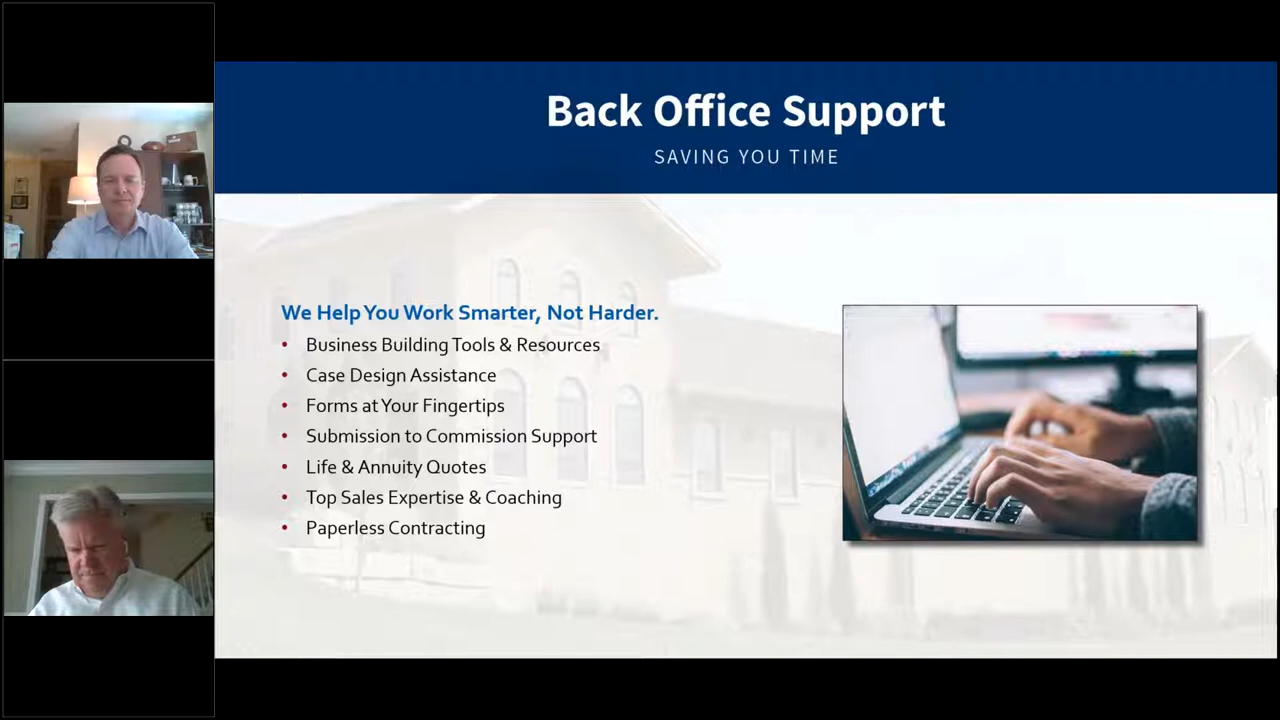 Back Office Support
SAVING YOU TIME
We Help You Work Smarter, Not Harder.
• Business Building Tools & Resources
• Case Design Assistance
• Forms at Your Fingertips
• Submission to Commission Support
• Life & Annuity Quotes
• Top Sales Expertise & Coaching
• Paperless Contracting